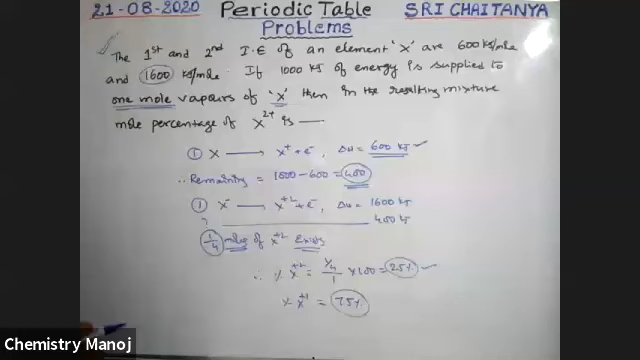 21-08-2020 Periodic Table SRI CHAITANYA
Problems
The 1st and 2nd I.E of an element 'X' are 600 KJ/mole
and 1600 KJ/mole. If 1000 KJ of energy is supplied to
one mole vapours of 'X' then in the resulting mixture
mole percentage of X2+ is —
① X → X+ + e-, ΔH = 600 KJ ✓
∴ Remaining = 1000 - 600 = 400
① X → X+2 + e-, ΔH = 1600 KJ
? 400 KJ
1/4 moles of X+2 Exists
∴ % X+2 = 1/4 / 1 × 100 = 25% ✓
% X+1 = 75%
Chemistry Manoj